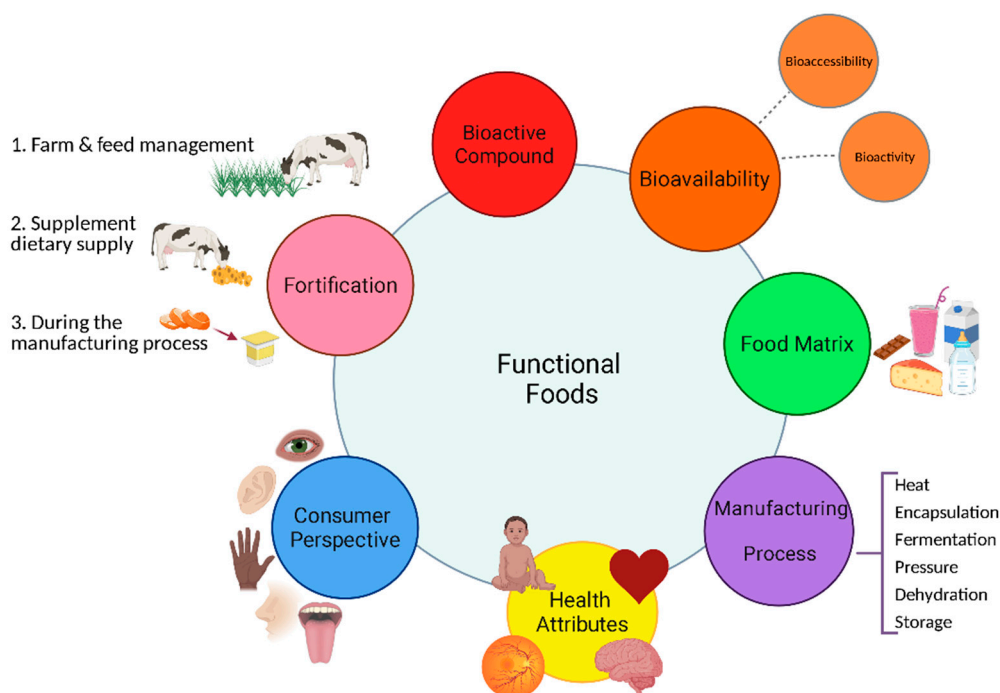 Bioaccessibility
Bioactive
Compound
1. Farm & feed management
Bioactivity
Bioavailability
2. Supplement
dietary supply
Fortification
3. During the
manufacturing process
Food Matrix
Functional
Foods
Consumer
Perspective
Manufacturing
Process
Heat
Encapsulation
Fermentation
Pressure
Dehydration
Storage
Health
Attributes